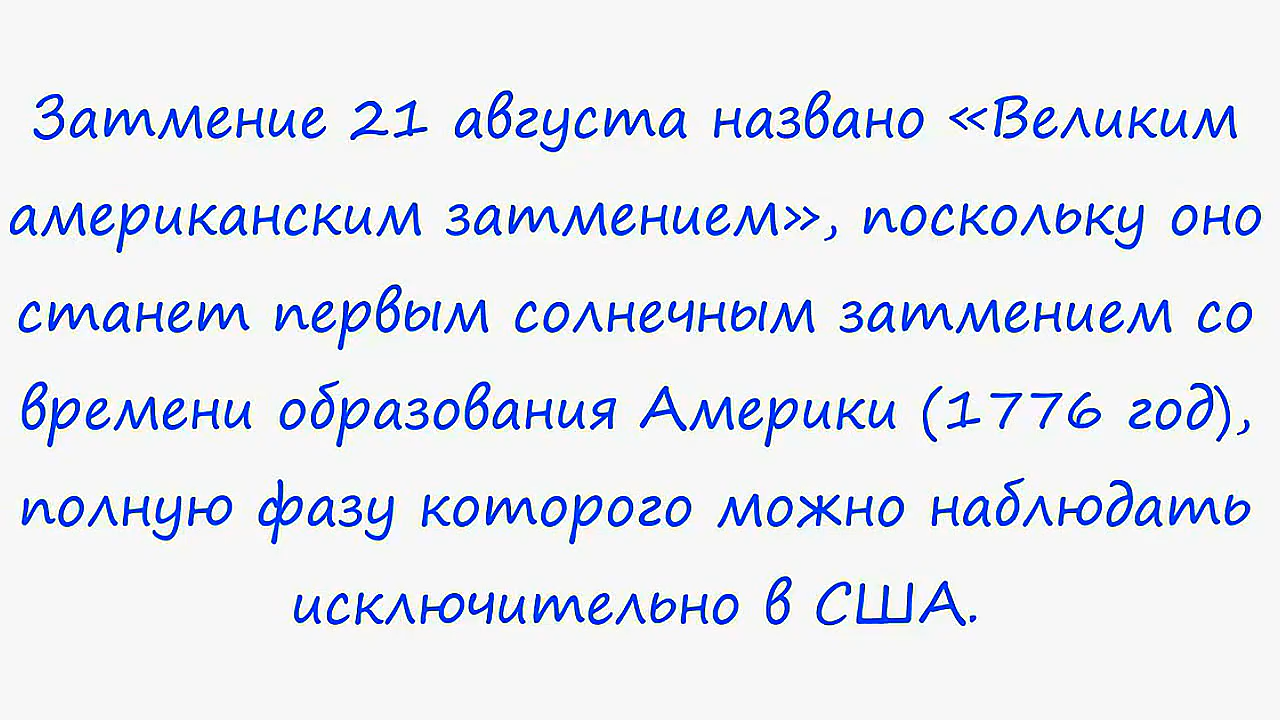 Затмение 21 августа названо «Великим
американским затмением», поскольку оно
станет первым солнечным затмением со
времени образования Америки (1776 год),
полную фазу которого можно наблюдать
исключительно в США.